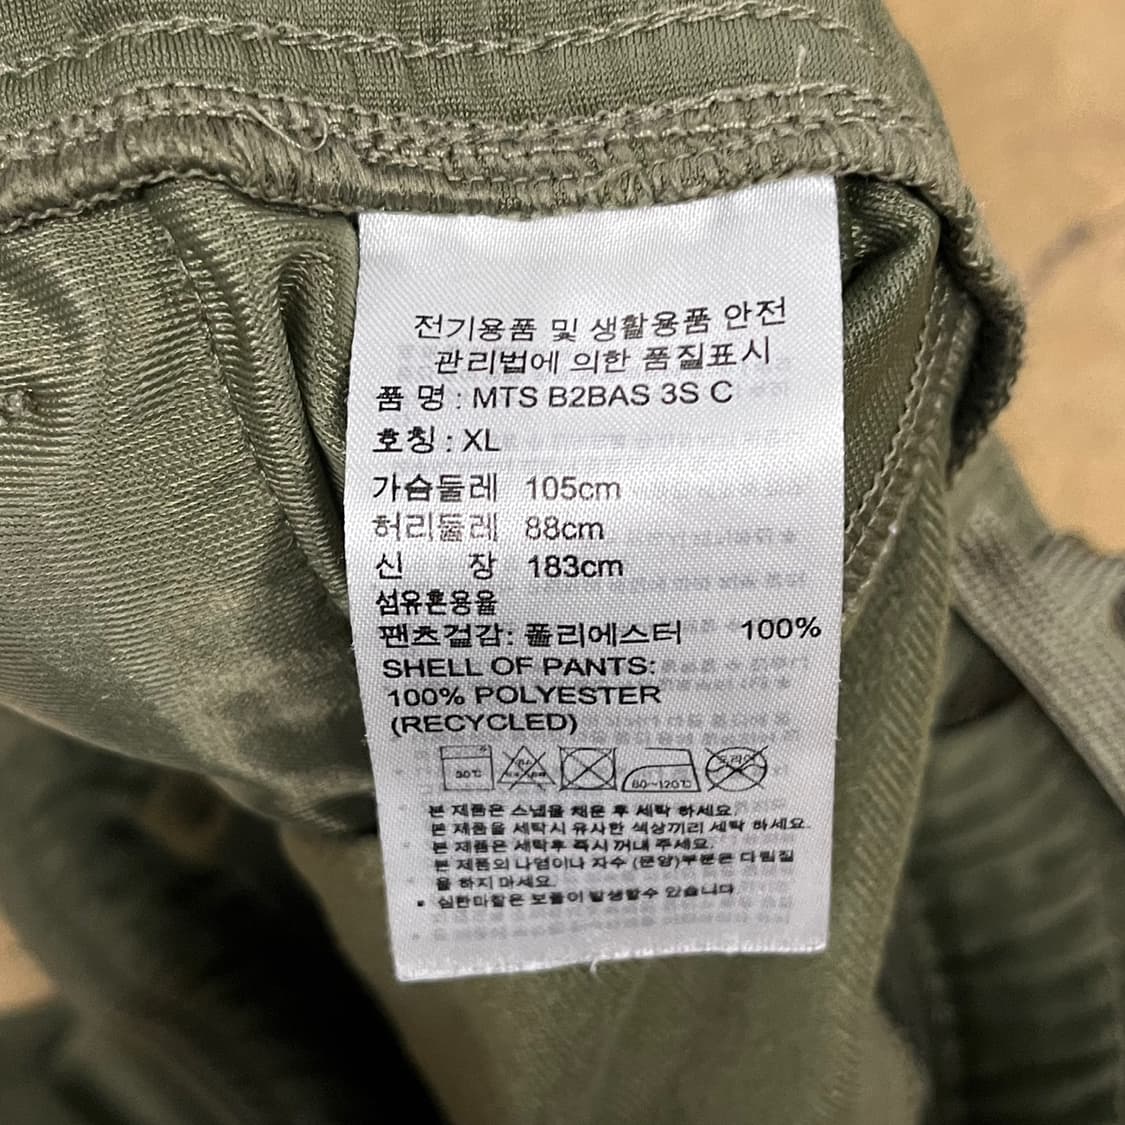 전기용품 및 생활용품 안전
관리법에 의한 품질표시
품 명 : MTS B2BAS 3S C
호칭 : XL
가슴둘레 105cm
허리둘레 88cm
신 장 183cm
섬유혼용율
팬츠겉감: 폴리에스터 100%
SHELL OF PANTS:
100% POLYESTER
(RECYCLED)
30℃ 80~120℃ 드라이
본 제품은 스냅을 채운 후 세탁 하세요.
본 제품을 세탁시 유사한 색상끼리 세탁 하세요.
본 제품은 세탁후 즉시 꺼내 주세요.
본 제품의 나염이나 자수 (문양)부분은 다림질
을 하지 마세요.
심한마찰은 보풀이 발생할수 있습니다